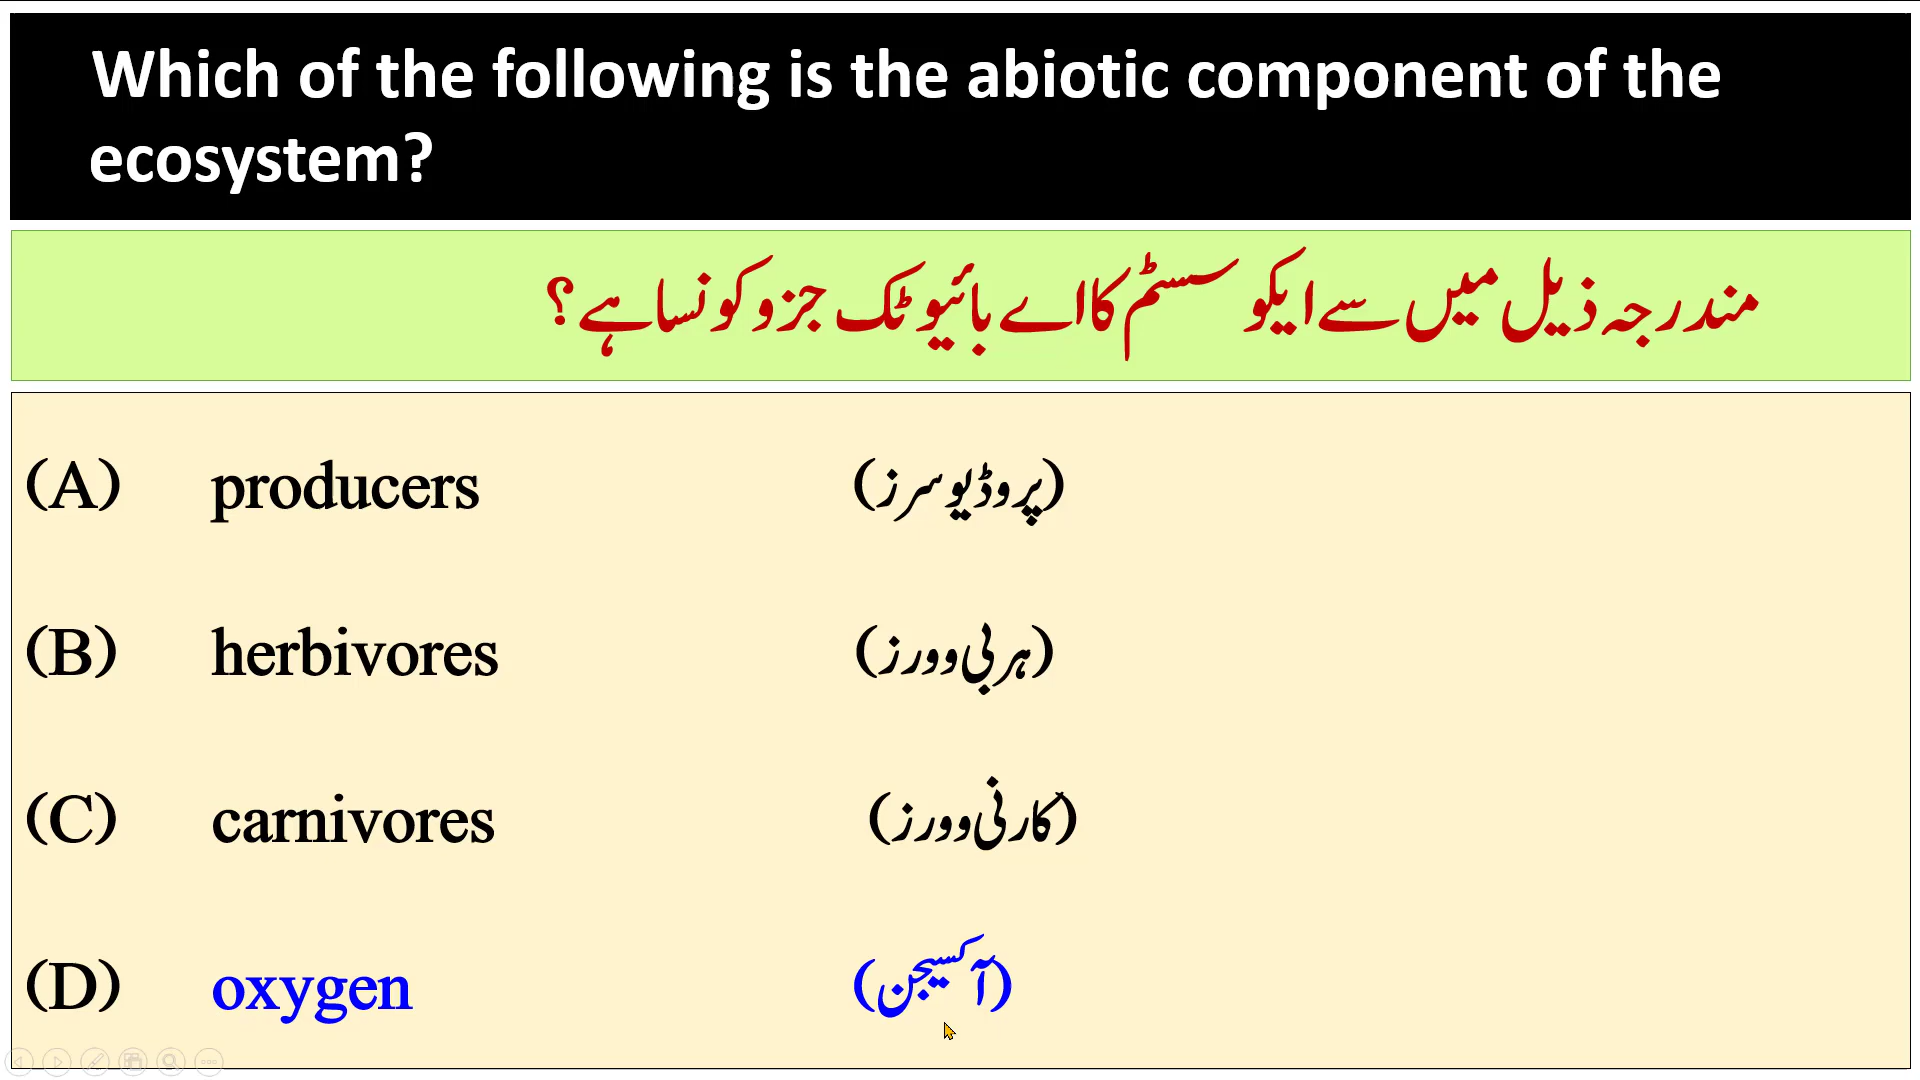 Which of the following is the abiotic component of the
ecosystem?
مندرجہ ذیل میں سے ایکو سسٹم کا اے بائیوٹک جزو کونسا ہے؟
(A) producers (پروڈیوسرز)
(B) herbivores (ہربی وورز)
(C) carnivores (کارنی وورز)
(D) oxygen (آکسیجن)